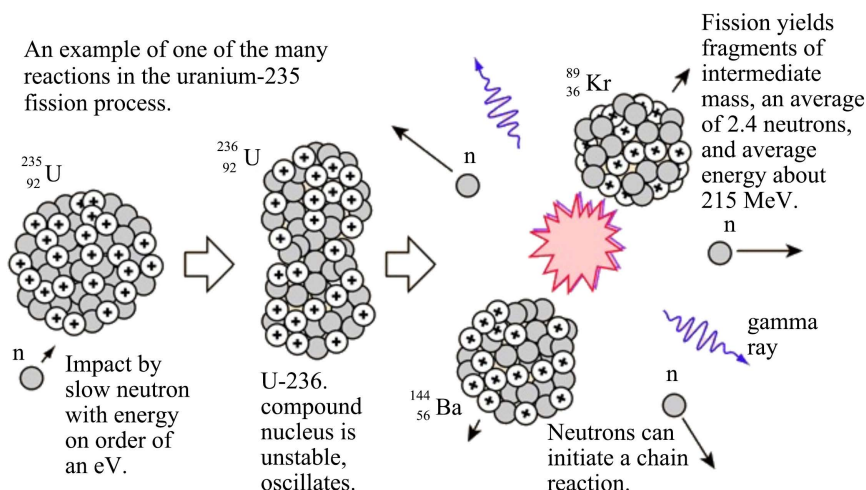 An example of one of the many
reactions in the uranium-235
fission process.
235
92 U
n
Impact by
slow neutron
with energy
on order of
an eV.
236
92 U
U-236.
compound
nucleus is
unstable,
oscillates.
n
89
36 Kr
Fission yields
fragments of
intermediate
mass, an average
of 2.4 neutrons,
and average
energy about
215 MeV.
n
gamma
ray
144
56 Ba
n
Neutrons can
initiate a chain
reaction.